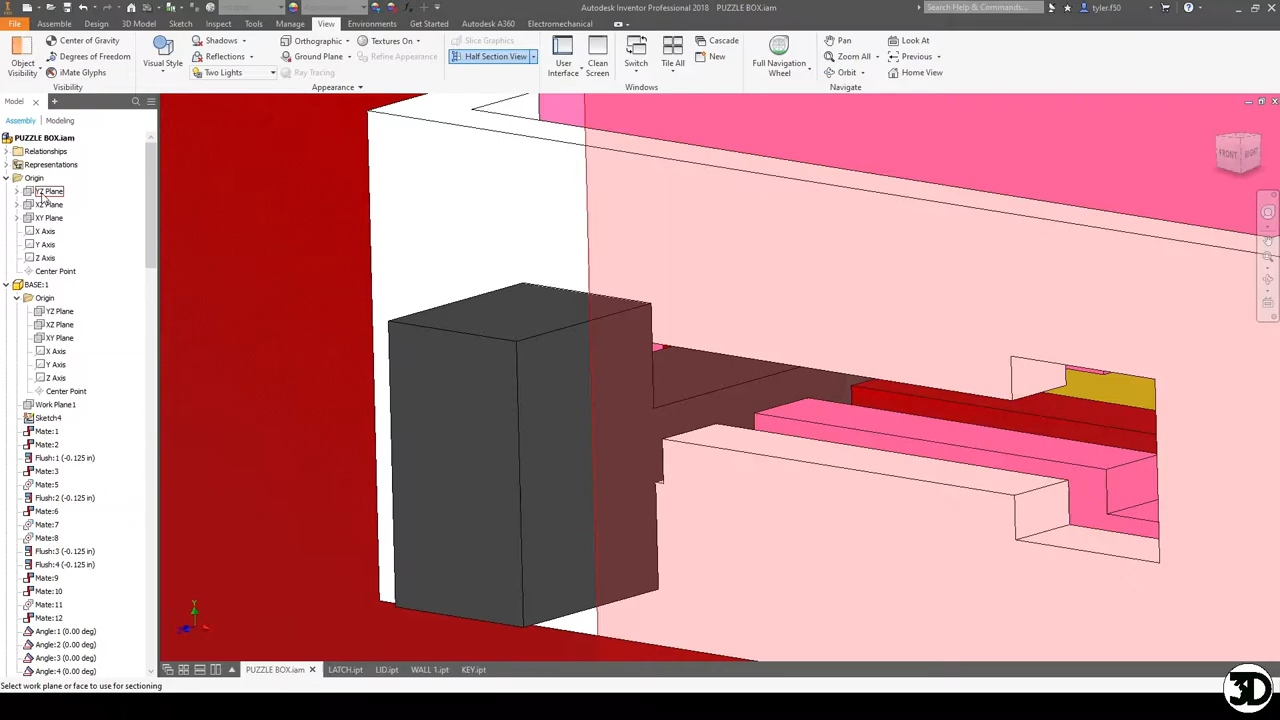 Autodesk Inventor Professional 2018 PUZZLE BOX.iam
Search Help & Commands...
tyler.f50
File Assemble Design 3D Model Sketch Inspect Tools Manage View Environments Get Started Autodesk A360 Electromechanical
Object Visibility
Center of Gravity
Degrees of Freedom
iMate Glyphs
Visibility
Visual Style
Shadows
Reflections
Two Lights
Orthographic
Ground Plane
Ray Tracing
Textures On
Refine Appearance
Appearance
Slice Graphics
Half Section View
User Interface
Clean Screen
Switch
Tile All
Cascade
New
Windows
Full Navigation Wheel
Pan
Zoom All
Orbit
Look At
Previous
Home View
Navigate
Model
Assembly Modeling
PUZZLE BOX.iam
Relationships
Representations
Origin
YZ Plane
XZ Plane
XY Plane
X Axis
Y Axis
Z Axis
Center Point
BASE:1
Origin
YZ Plane
XZ Plane
XY Plane
X Axis
Y Axis
Z Axis
Center Point
Work Plane1
Sketch4
Mate:1
Mate:2
Flush:1 (-0.125 in)
Mate:3
Mate:5
Flush:2 (-0.125 in)
Mate:6
Mate:7
Mate:8
Flush:3 (-0.125 in)
Flush:4 (-0.125 in)
Mate:9
Mate:10
Mate:11
Mate:12
Angle:1 (0.00 deg)
Angle:2 (0.00 deg)
Angle:3 (0.00 deg)
Angle:4 (0.00 deg)
FRONT RIGHT
PUZZLE BOX.iam LATCH.ipt LID.ipt WALL 1.ipt KEY.ipt
Select work plane or face to use for sectioning
3D